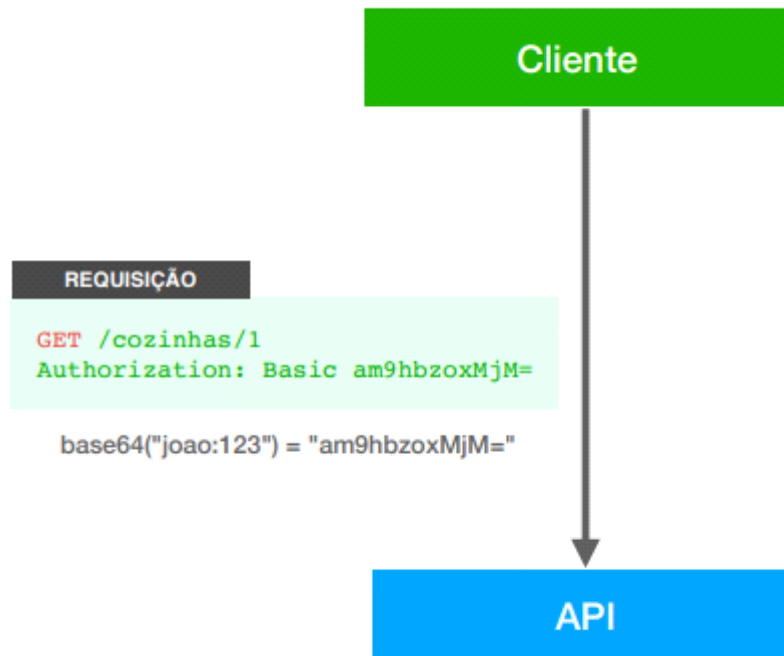 Cliente
REQUISIÇÃO
GET /cozinhas/1
Authorization: Basic am9hbzoxMjM=
base64("joao:123") = "am9hbzoxMjM="
API